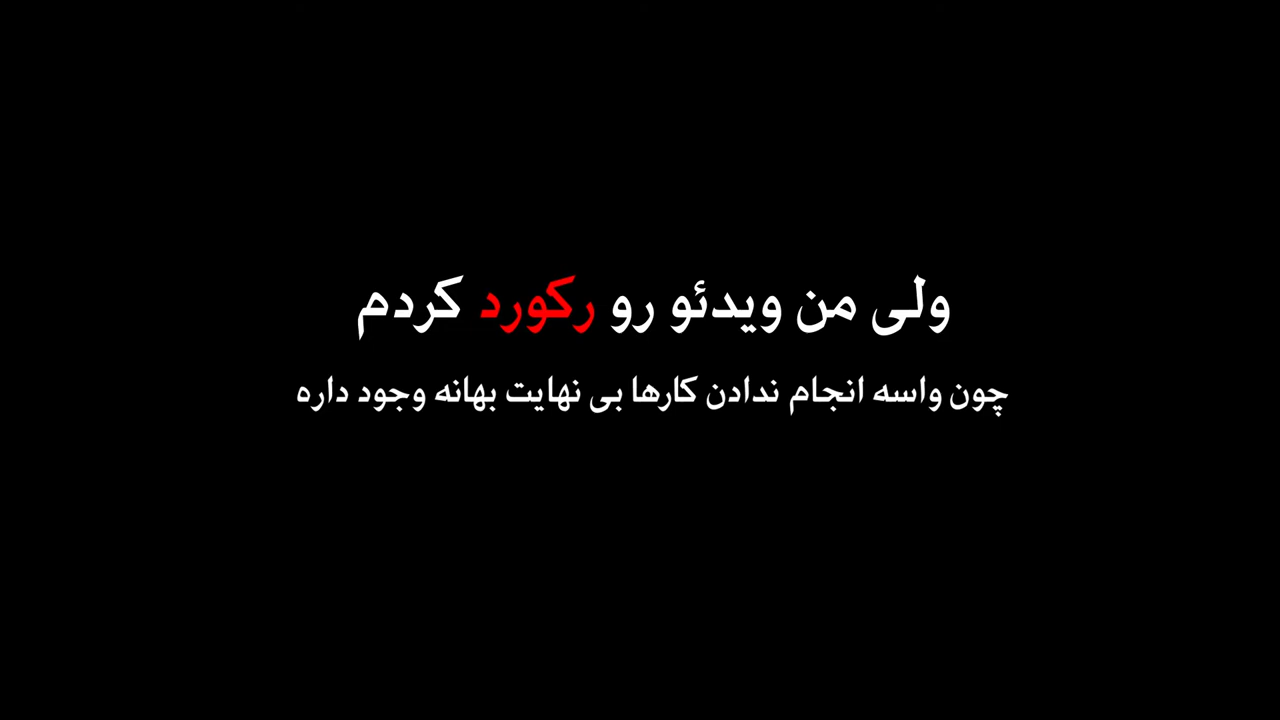 ولی من ویدئو رو رکورد کردم
چون واسه انجام ندادن کارها بی نهایت بهانه وجود داره